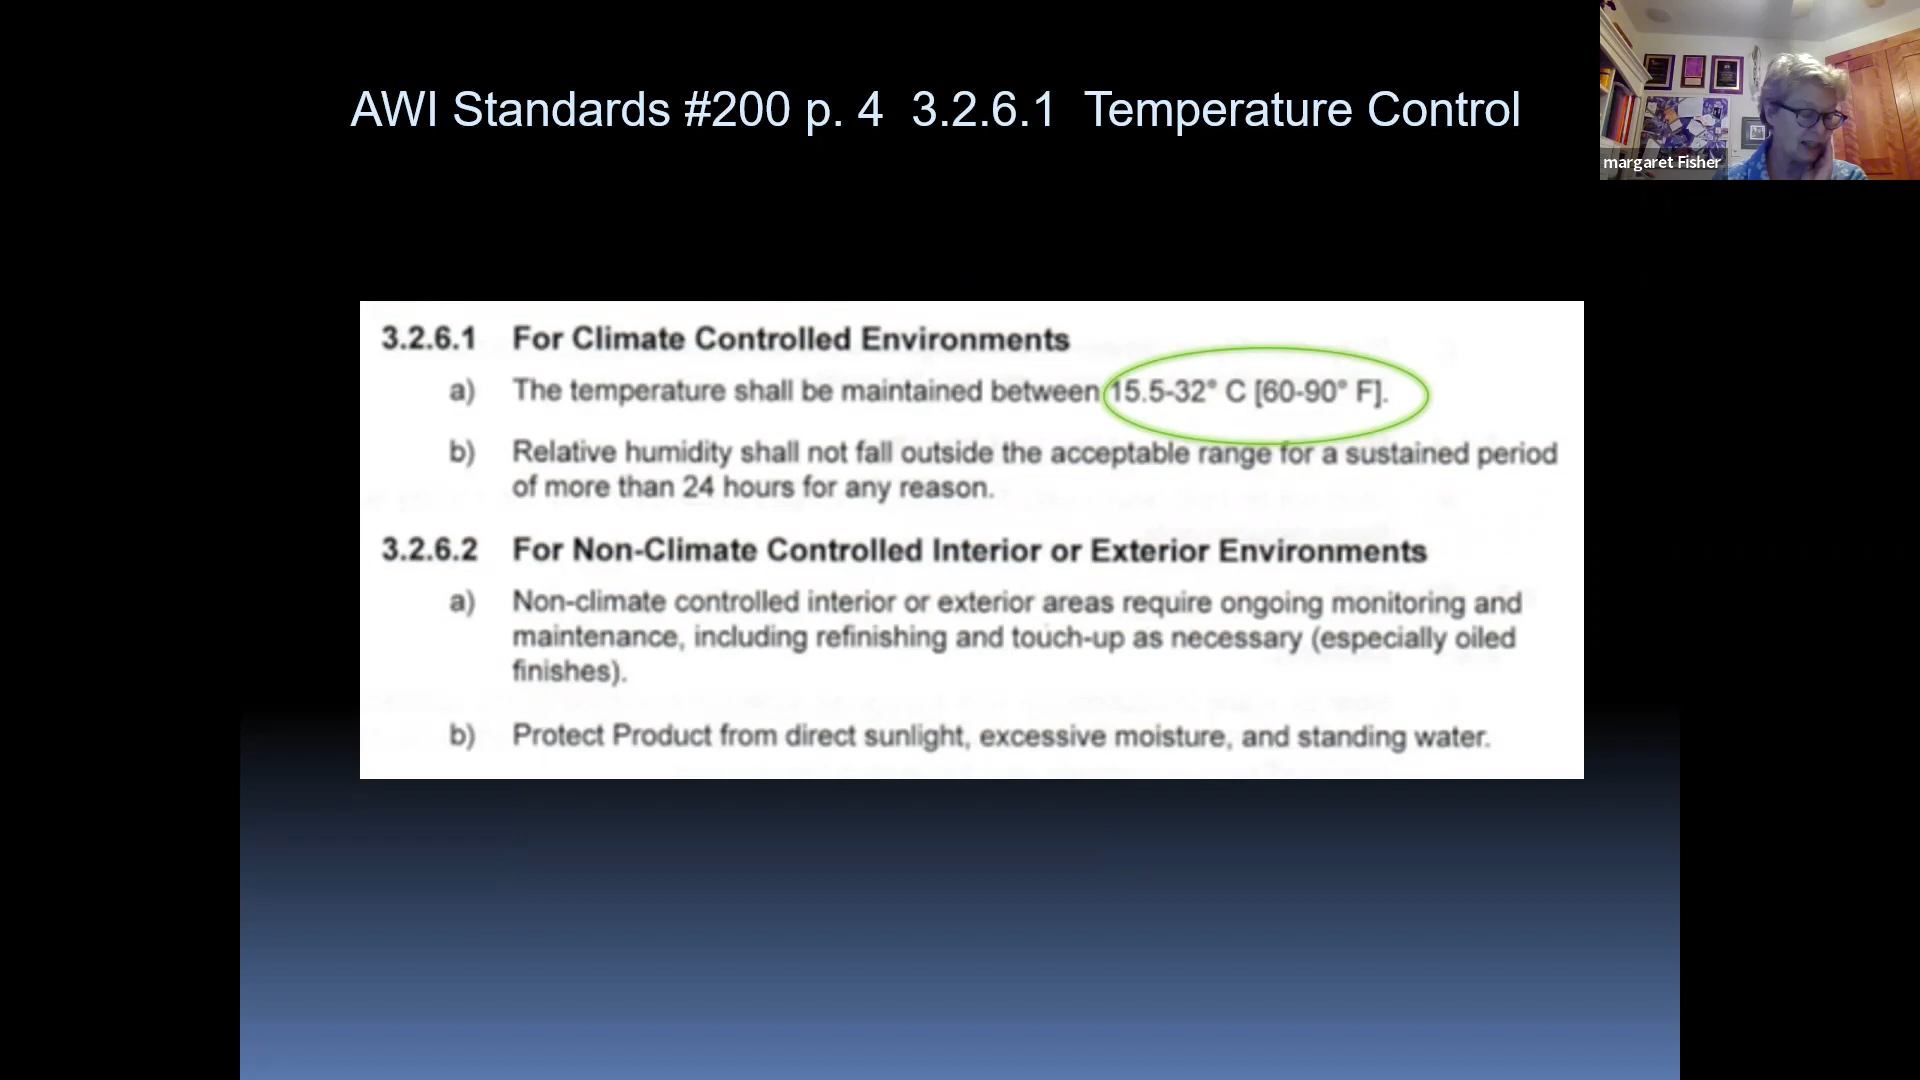 AWI Standards #200 p. 4 3.2.6.1 Temperature Control
margaret Fisher
3.2.6.1 For Climate Controlled Environments
a) The temperature shall be maintained between 15.5-32° C [60-90° F].
b) Relative humidity shall not fall outside the acceptable range for a sustained period
of more than 24 hours for any reason.
3.2.6.2 For Non-Climate Controlled Interior or Exterior Environments
a) Non-climate controlled interior or exterior areas require ongoing monitoring and
maintenance, including refinishing and touch-up as necessary (especially oiled
finishes).
b) Protect Product from direct sunlight, excessive moisture, and standing water.